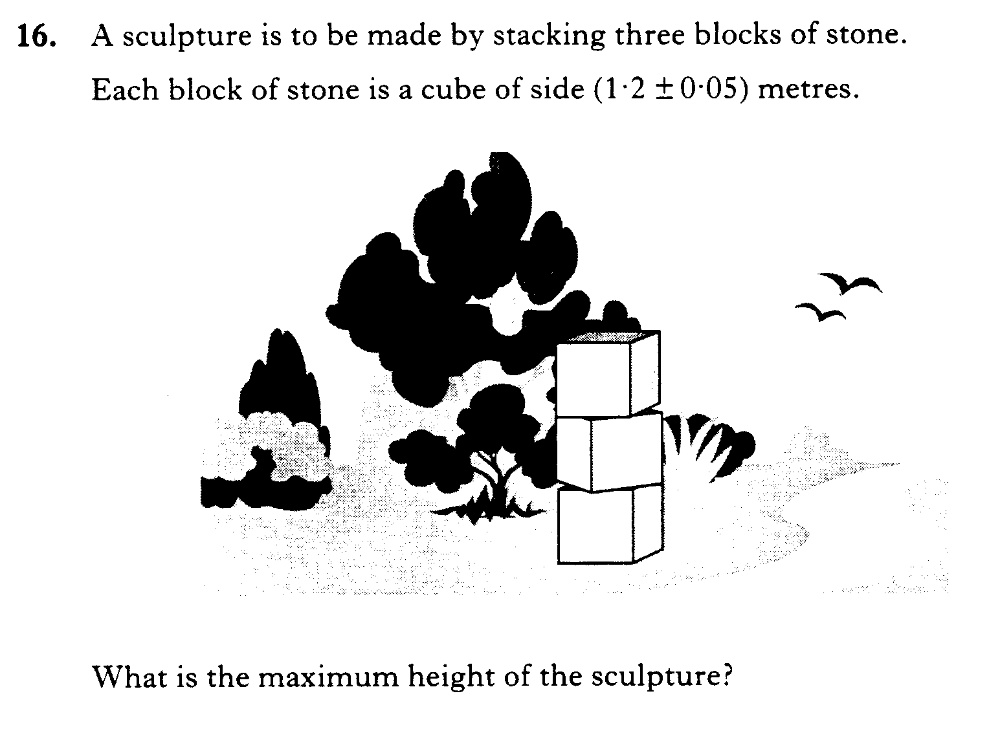 16. A sculpture is to be made by stacking three blocks of stone.
Each block of stone is a cube of side (1·2 ± 0·05) metres.
What is the maximum height of the sculpture?